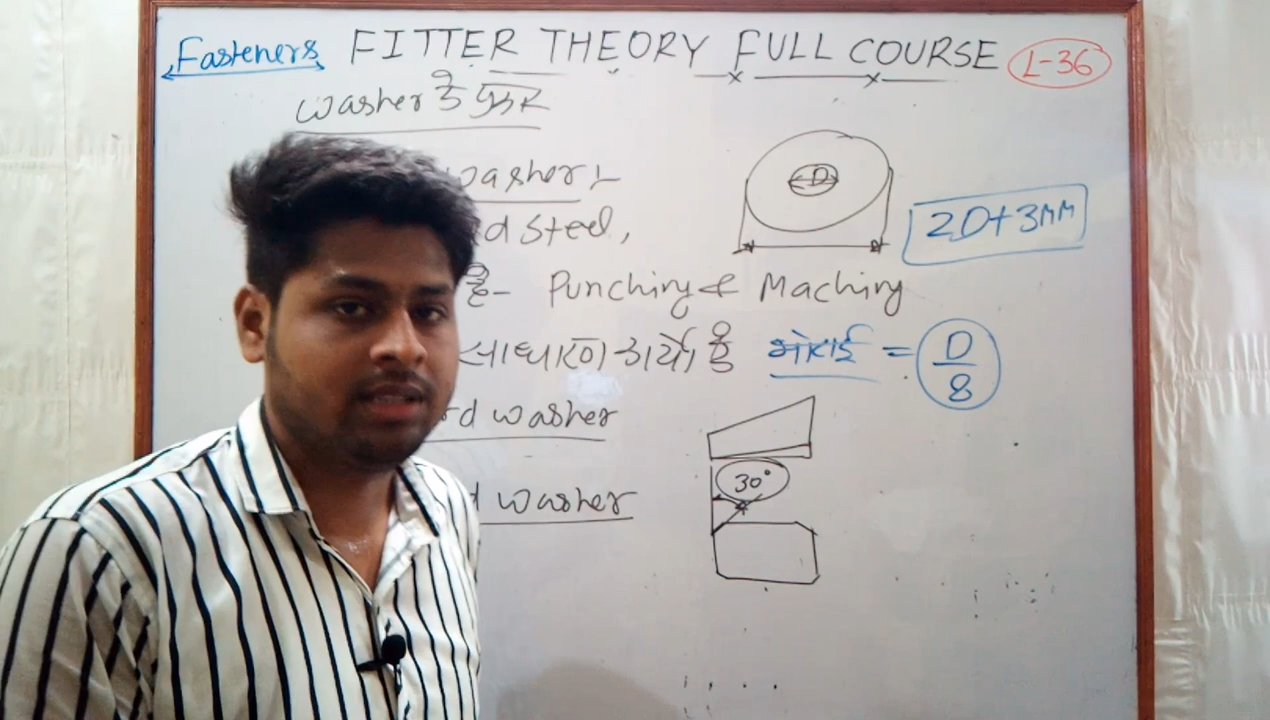 Fasteners FITTER THEORY FULL COURSE L-36
Washer के प्रकार
washer :-
D
d Steel,
2D+3MM
है- Punching & Maching
साधारण कार्यो है
मोटाई = D/8
rd washer
30°
d washer